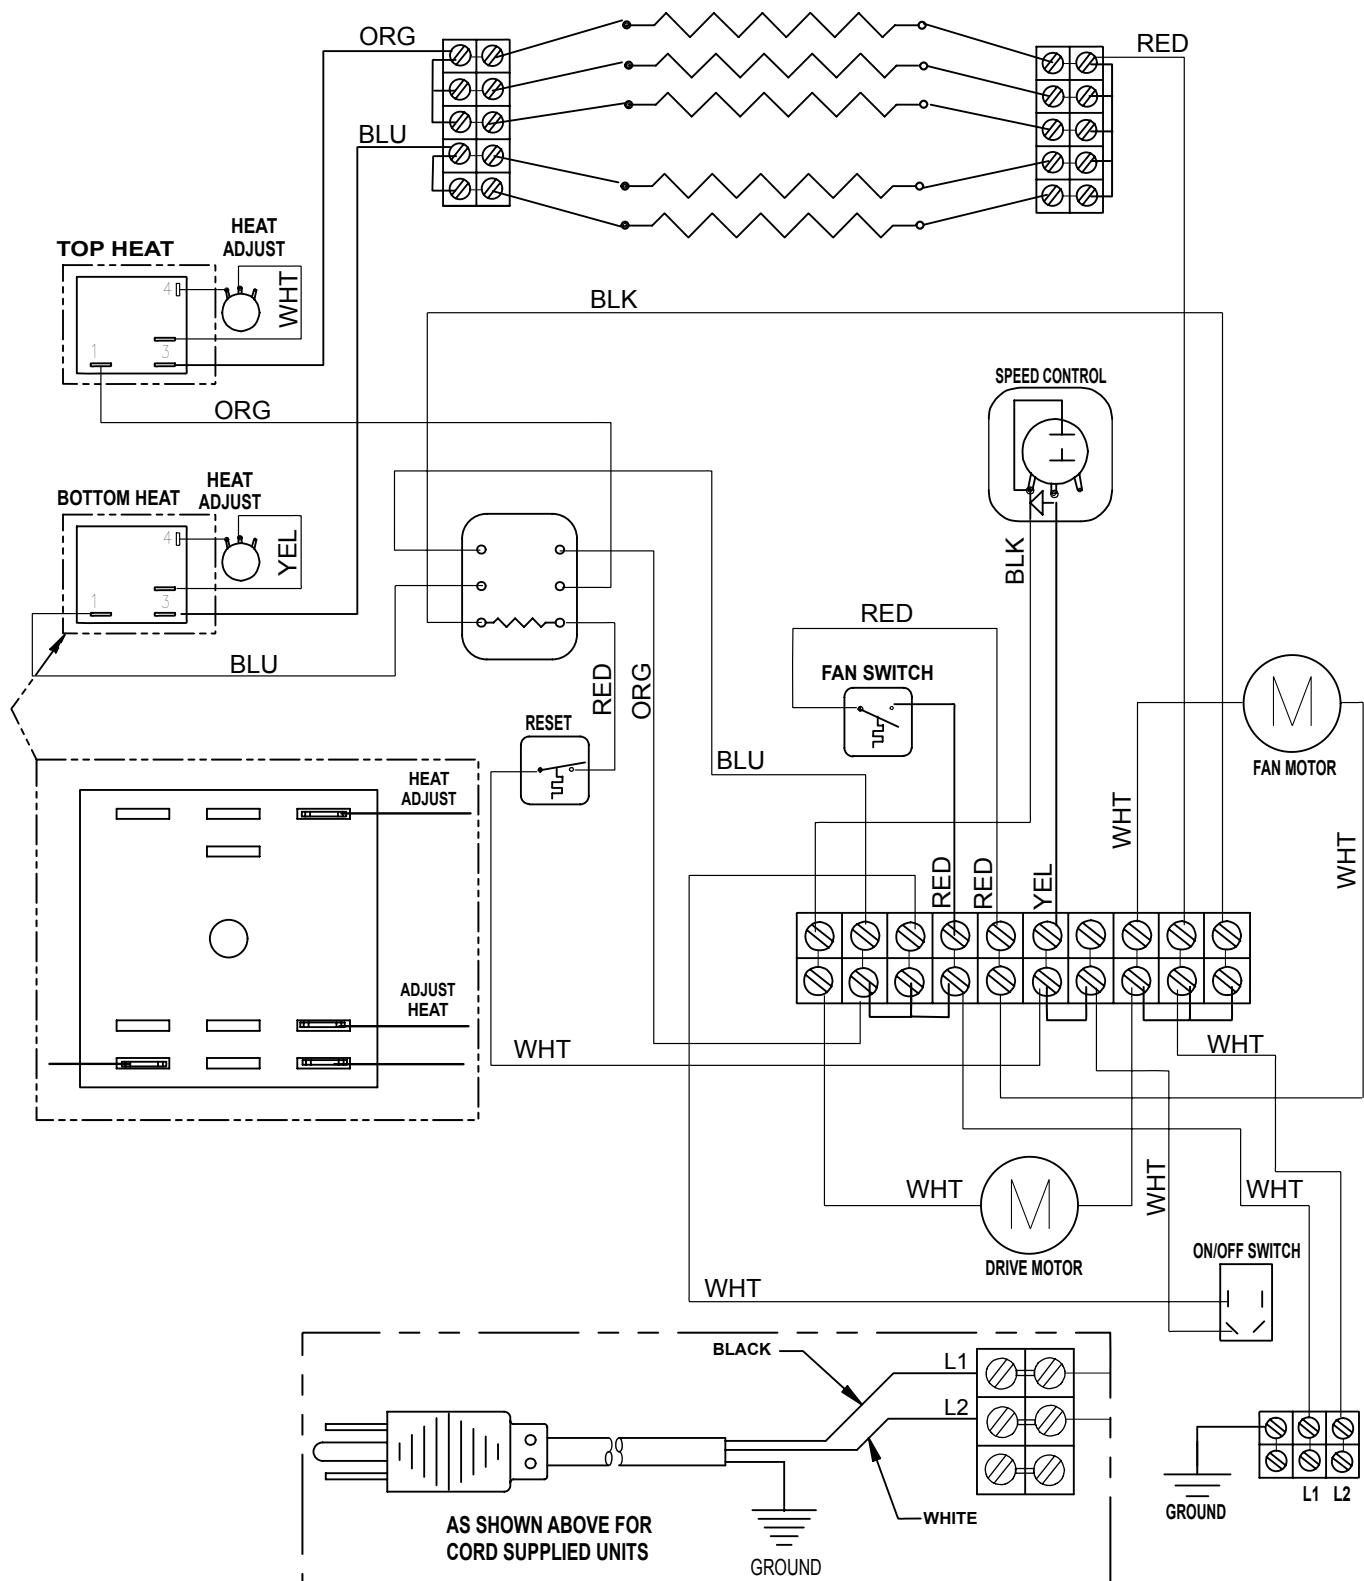 ORG
RED
BLU
TOP HEAT
HEAT
ADJUST
4
WHT
1
3
BLK
ORG
SPEED CONTROL
BOTTOM HEAT
HEAT
ADJUST
4
YEL
1
3
BLK
BLU
RED
ORG
RED
FAN SWITCH
RESET
BLU
M
FAN MOTOR
HEAT
ADJUST
WHT
WHT
RED
RED
YEL
ADJUST
HEAT
WHT
WHT
WHT
M
WHT
WHT
DRIVE MOTOR
ON/OFF SWITCH
WHT
BLACK
L1
L2
WHITE
AS SHOWN ABOVE FOR
CORD SUPPLIED UNITS
GROUND
GROUND
L1 L2